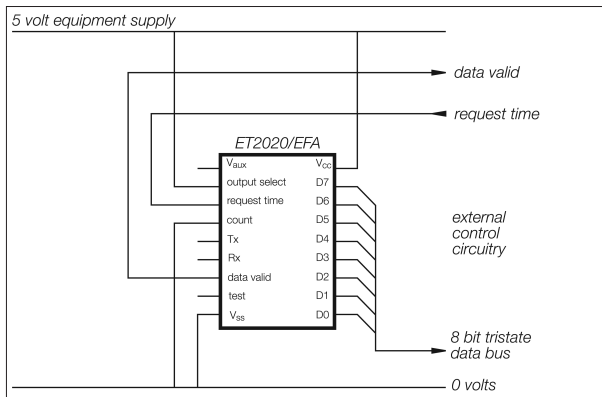 5 volt equipment supply
data valid
request time
ET2020/EFA
Vaux Vcc
output select D7
request time D6
count D5
Tx D4
Rx D3
data valid D2
test D1
Vss D0
external
control
circuitry
8 bit tristate
data bus
0 volts